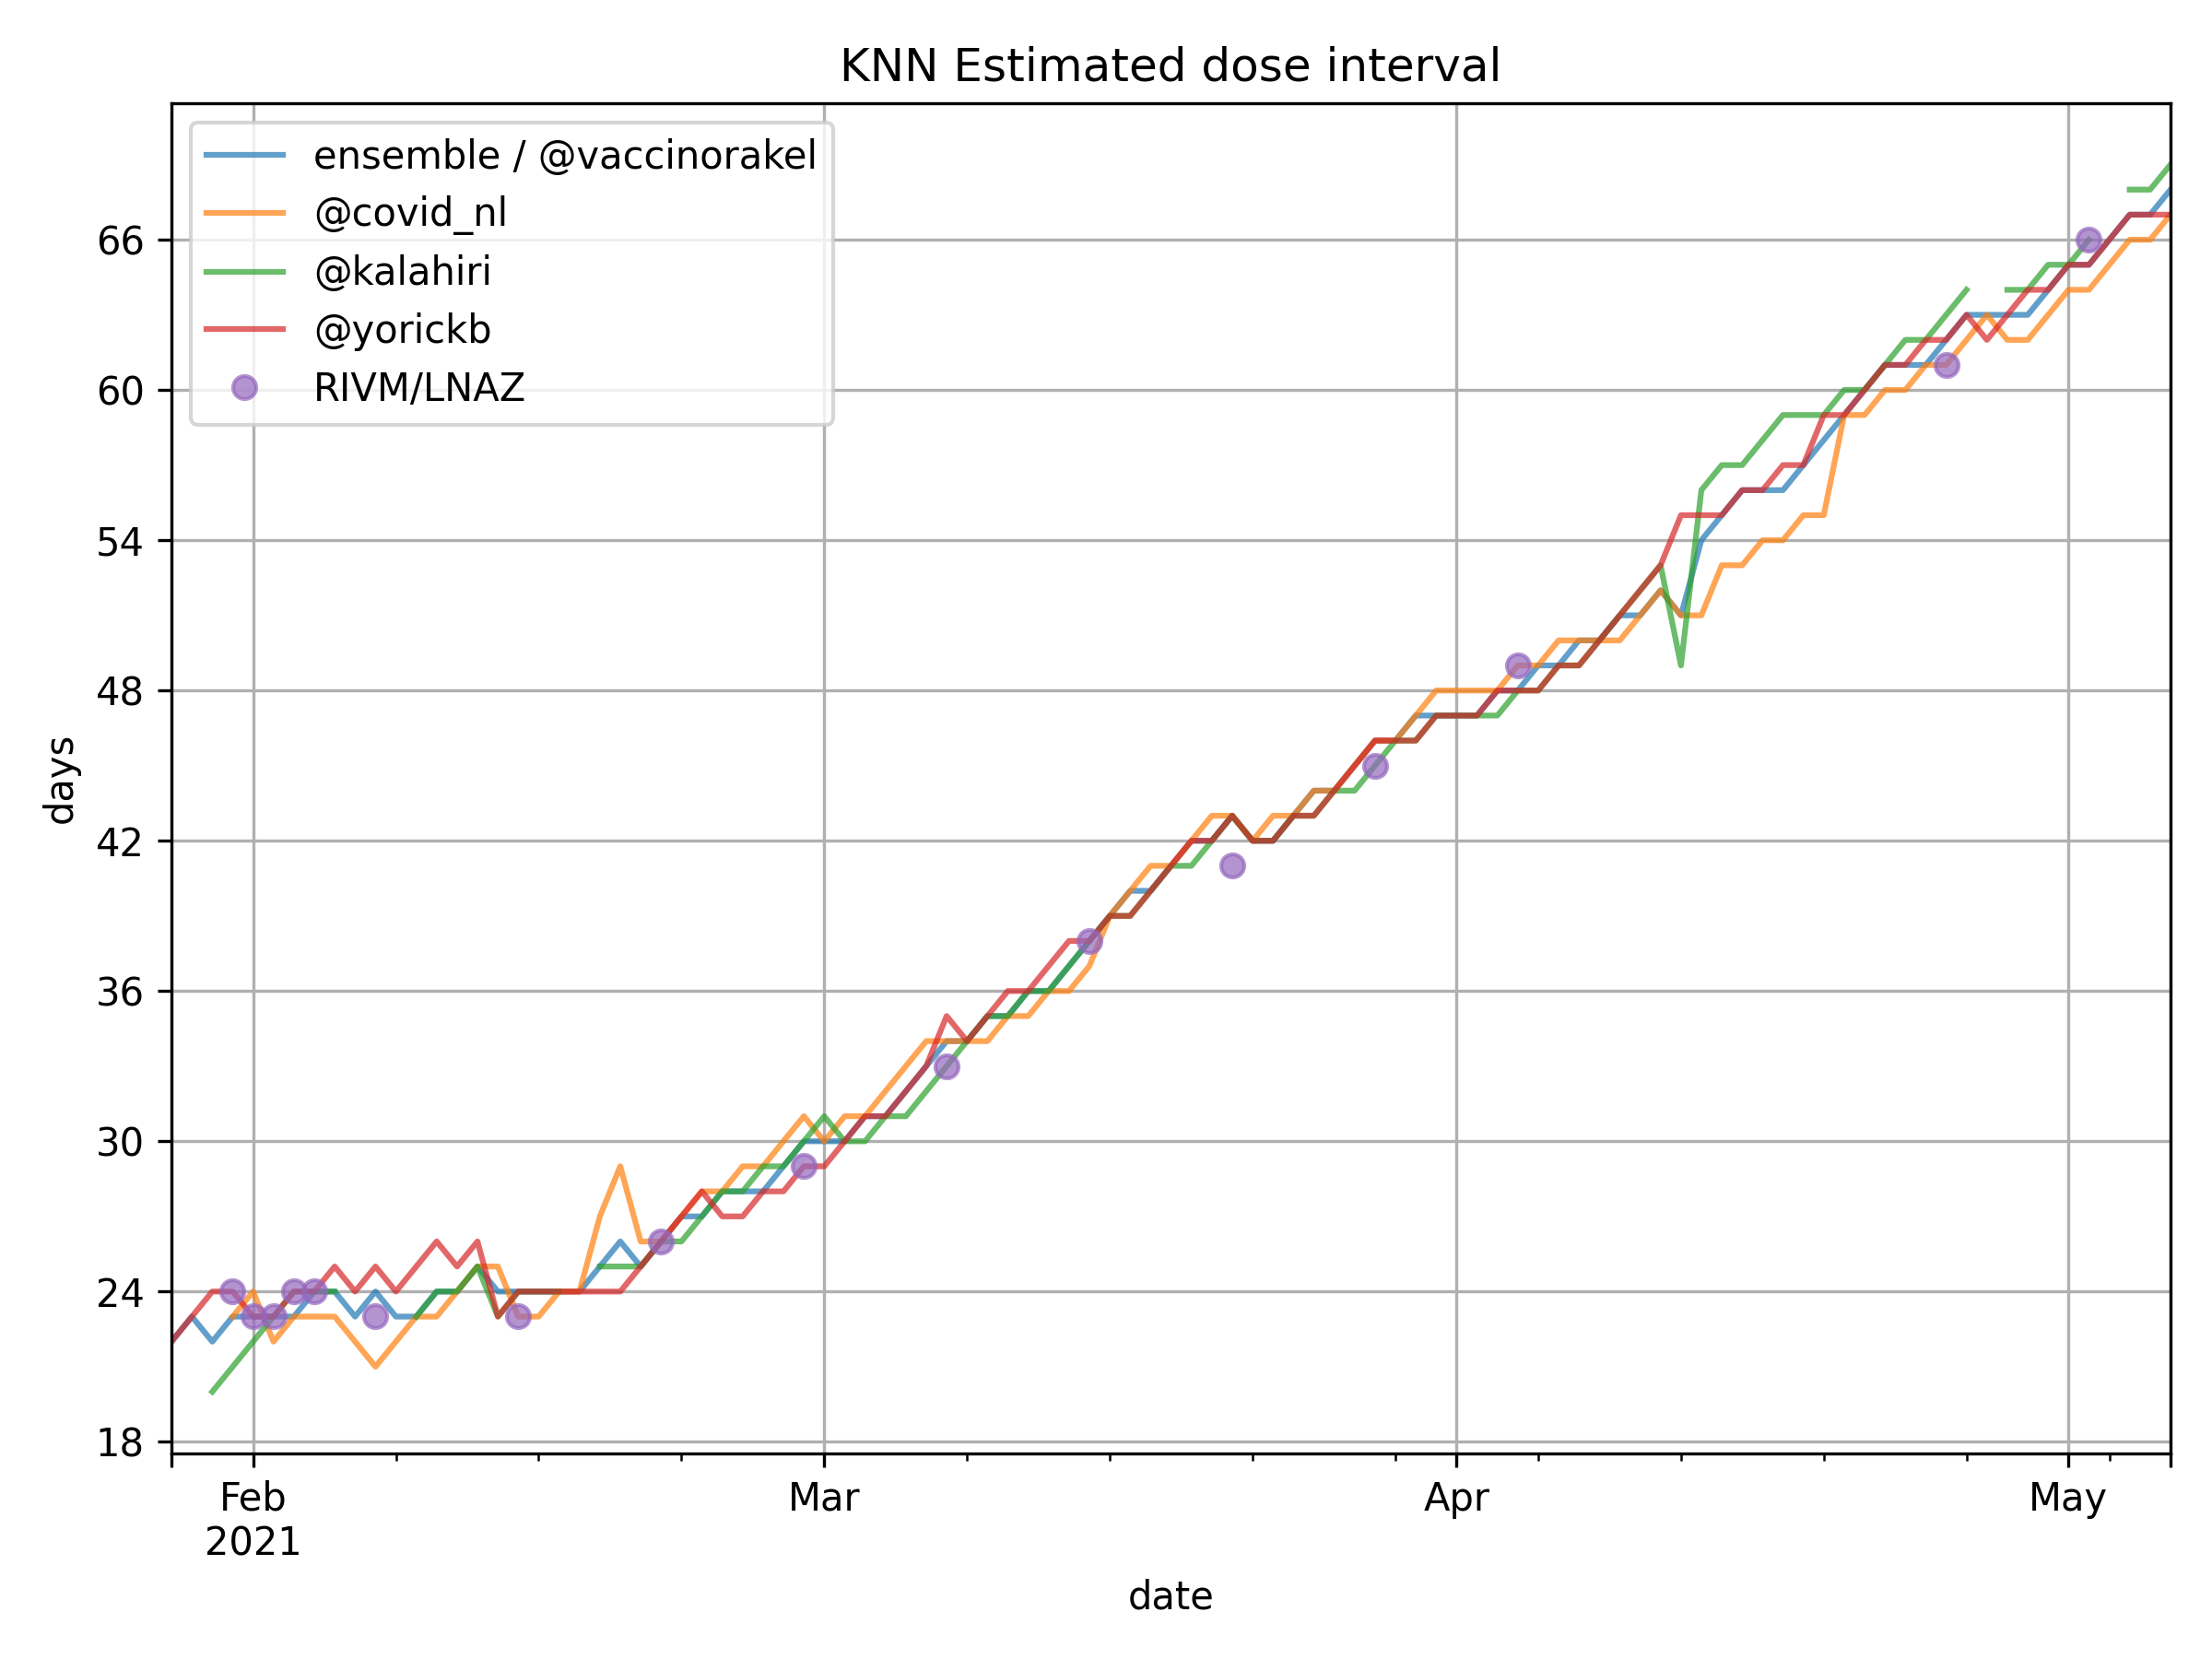 KNN Estimated dose interval
ensemble / @vaccinorakel
@covid_nl
@kalahiri
@yorickb
RIVM/LNAZ
66
60
54
48
42
36
30
24
18
days
Feb Mar Apr May
2021
date